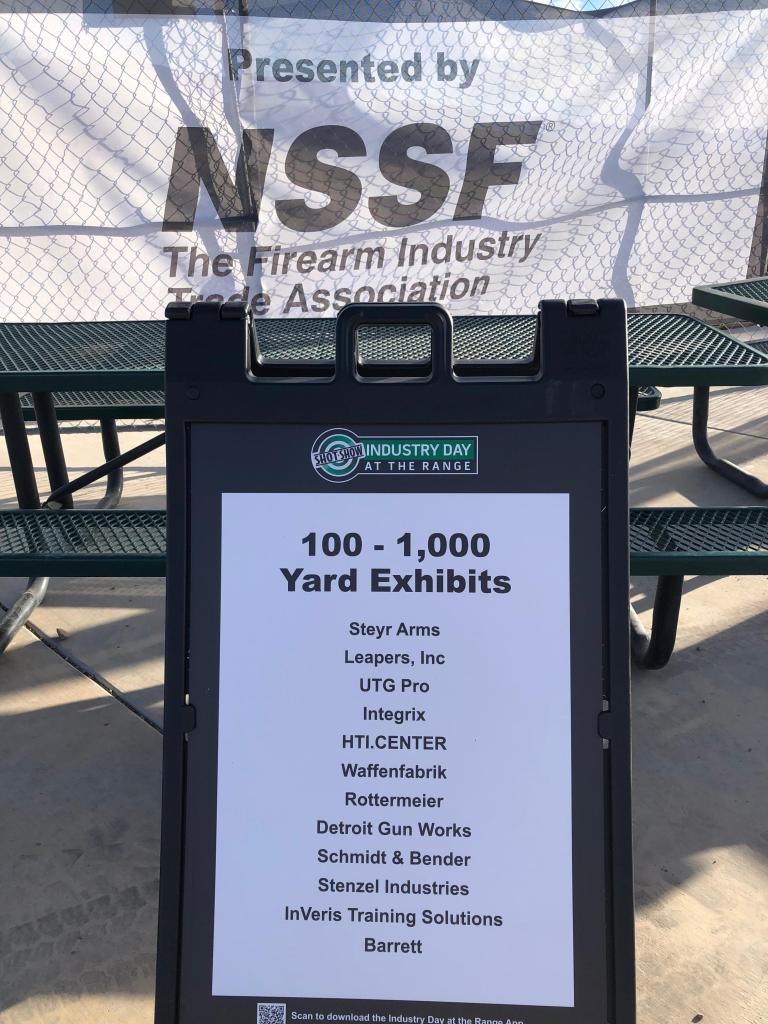 Presented by
NSSF®
The Firearm Industry
Trade Association
SHOT SHOW
INDUSTRY DAY
AT THE RANGE
100 - 1,000
Yard Exhibits
Steyr Arms
Leapers, Inc
UTG Pro
Integrix
HTI.CENTER
Waffenfabrik
Rottermeier
Detroit Gun Works
Schmidt & Bender
Stenzel Industries
InVeris Training Solutions
Barrett
Scan to download the Industry Day at the Range App